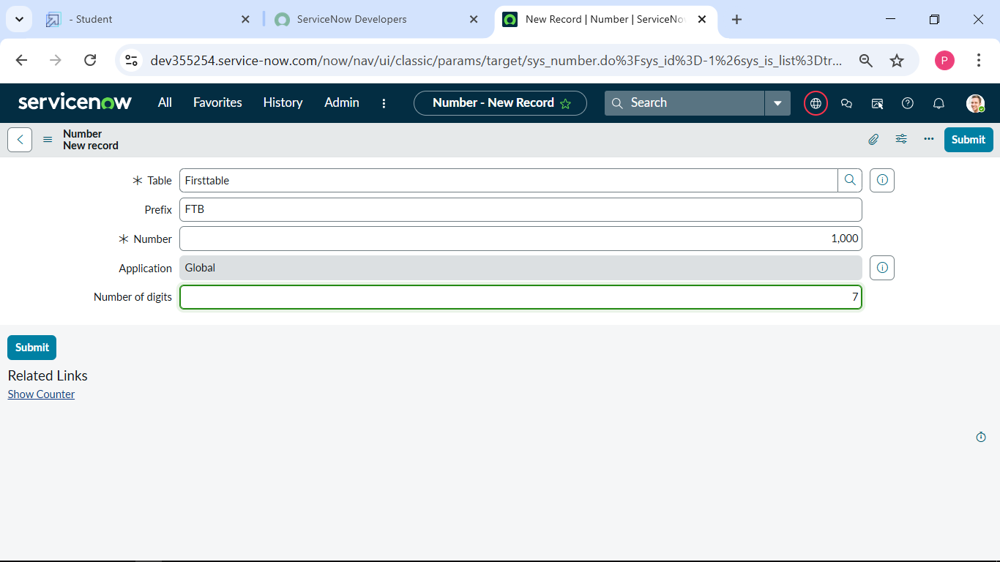 - Student
ServiceNow Developers
New Record | Number | ServiceNow
dev355254.service-now.com/now/nav/ui/classic/params/target/sys_number.do%3Fsys_id%3D-1%26sys_is_list%3Dtr...
P
servicenow
All
Favorites
History
Admin
Number - New Record
Search
Number
New record
Submit
Table
Firsttable
Prefix
FTB
Number
1,000
Application
Global
Number of digits
7
Submit
Related Links
Show Counter